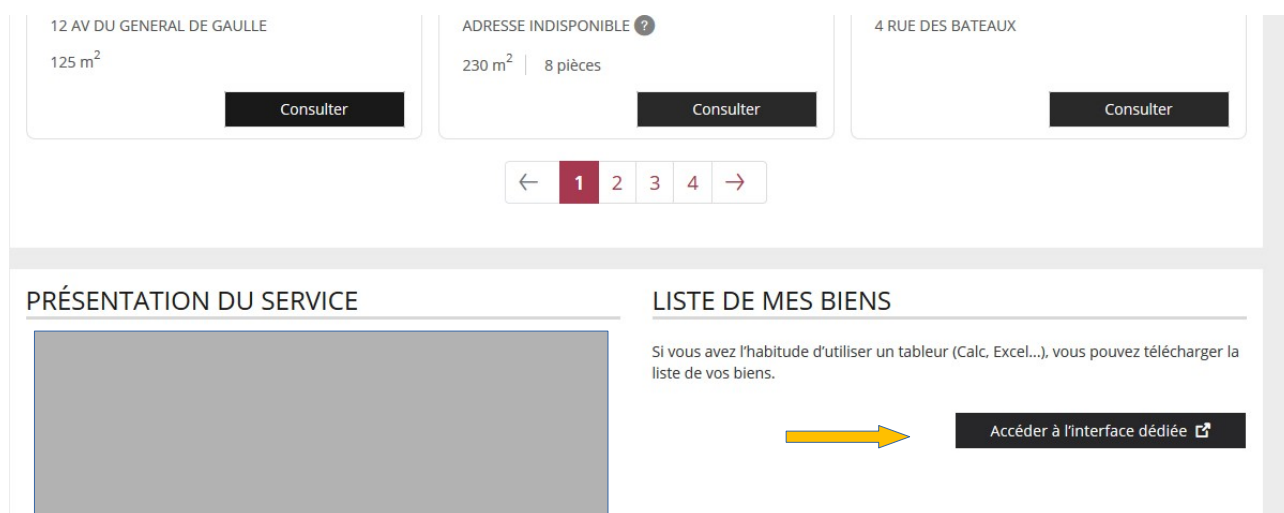 12 AV DU GENERAL DE GAULLE
ADRESSE INDISPONIBLE ?
4 RUE DES BATEAUX
125 m²
230 m² | 8 pièces
Consulter
Consulter
Consulter
← 1 2 3 4 →
PRÉSENTATION DU SERVICE
LISTE DE MES BIENS
Si vous avez l'habitude d'utiliser un tableur (Calc, Excel...), vous pouvez télécharger la
liste de vos biens.
Accéder à l'interface dédiée